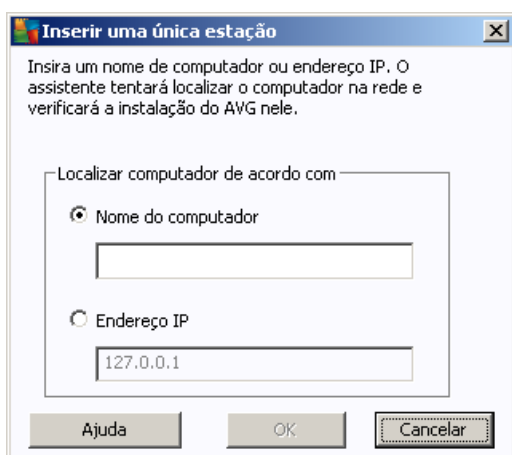 Inserir uma única estação
Insira um nome de computador ou endereço IP. O
assistente tentará localizar o computador na rede e
verificará a instalação do AVG nele.
Localizar computador de acordo com
Nome do computador
Endereço IP
127.0.0.1
Ajuda
OK
Cancelar